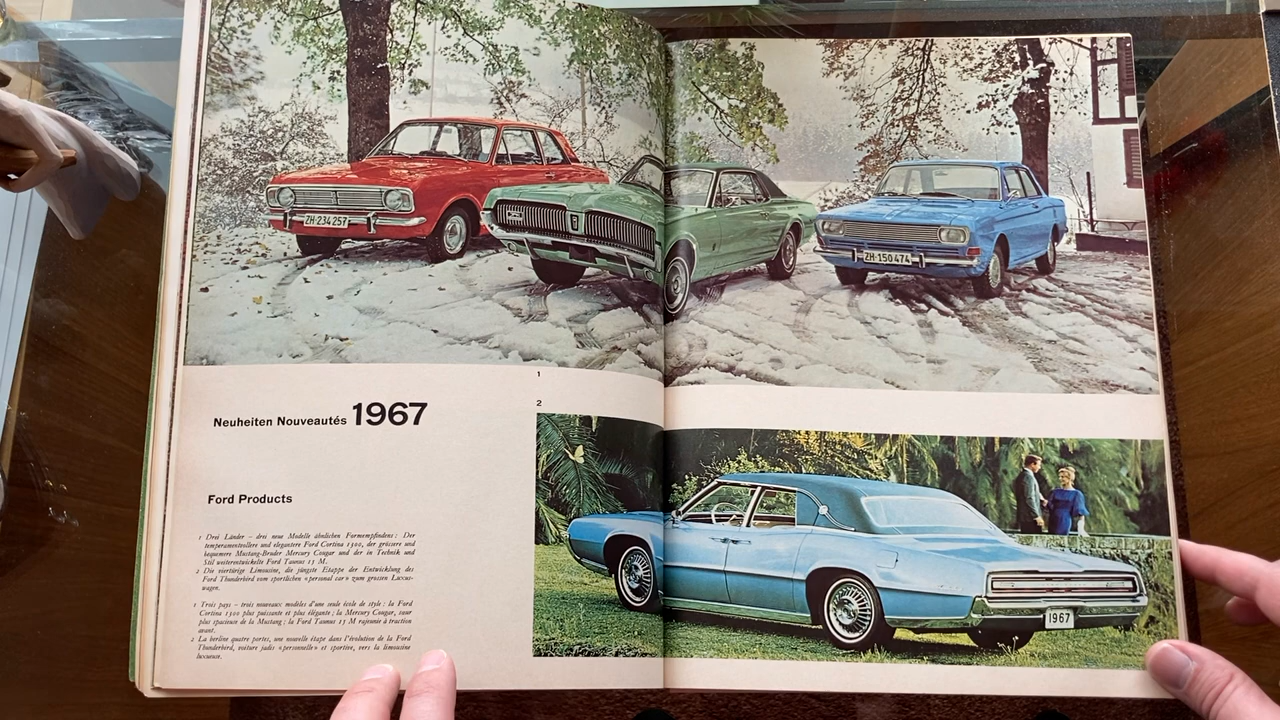 ZH·234 257
ZH·150 474
1
2
Neuheiten Nouveautés 1967
Ford Products
1 Drei Länder – drei neue Modelle ähnlichen Formempfindens: Der
temperamentvollere und elegantere Ford Cortina 1300, der grössere und
bequemere Mustang-Bruder Mercury Cougar und der in Technik und
Stil weiterentwickelte Ford Taunus 15 M.
2 Die viertürige Limousine, die jüngste Etappe der Entwicklung des
Ford Thunderbird vom sportlichen «personal car» zum grossen Luxus-
wagen.
1 Trois pays – trois nouveaux modèles d'une seule école de style: la Ford
Cortina 1300 plus puissante et plus élégante; la Mercury Cougar, sœur
plus spacieuse de la Mustang; la Ford Taunus 15 M rajeunie à traction
avant.
2 La berline quatre portes, une nouvelle étape dans l'évolution de la Ford
Thunderbird, voiture jadis «personnelle» et sportive, vers la limousine
luxueuse.
1967